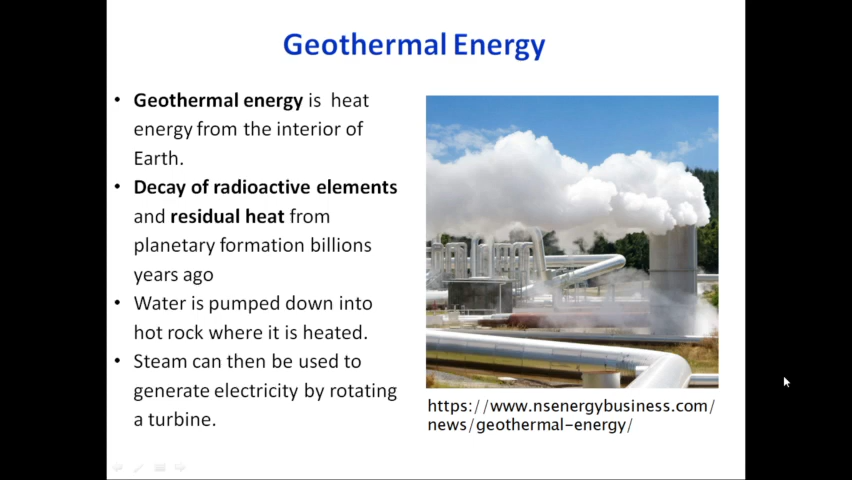 Geothermal Energy
• Geothermal energy is heat
energy from the interior of
Earth.
• Decay of radioactive elements
and residual heat from
planetary formation billions
years ago
• Water is pumped down into
hot rock where it is heated.
• Steam can then be used to
generate electricity by rotating
a turbine.
https://www.nsenergybusiness.com/
news/geothermal-energy/